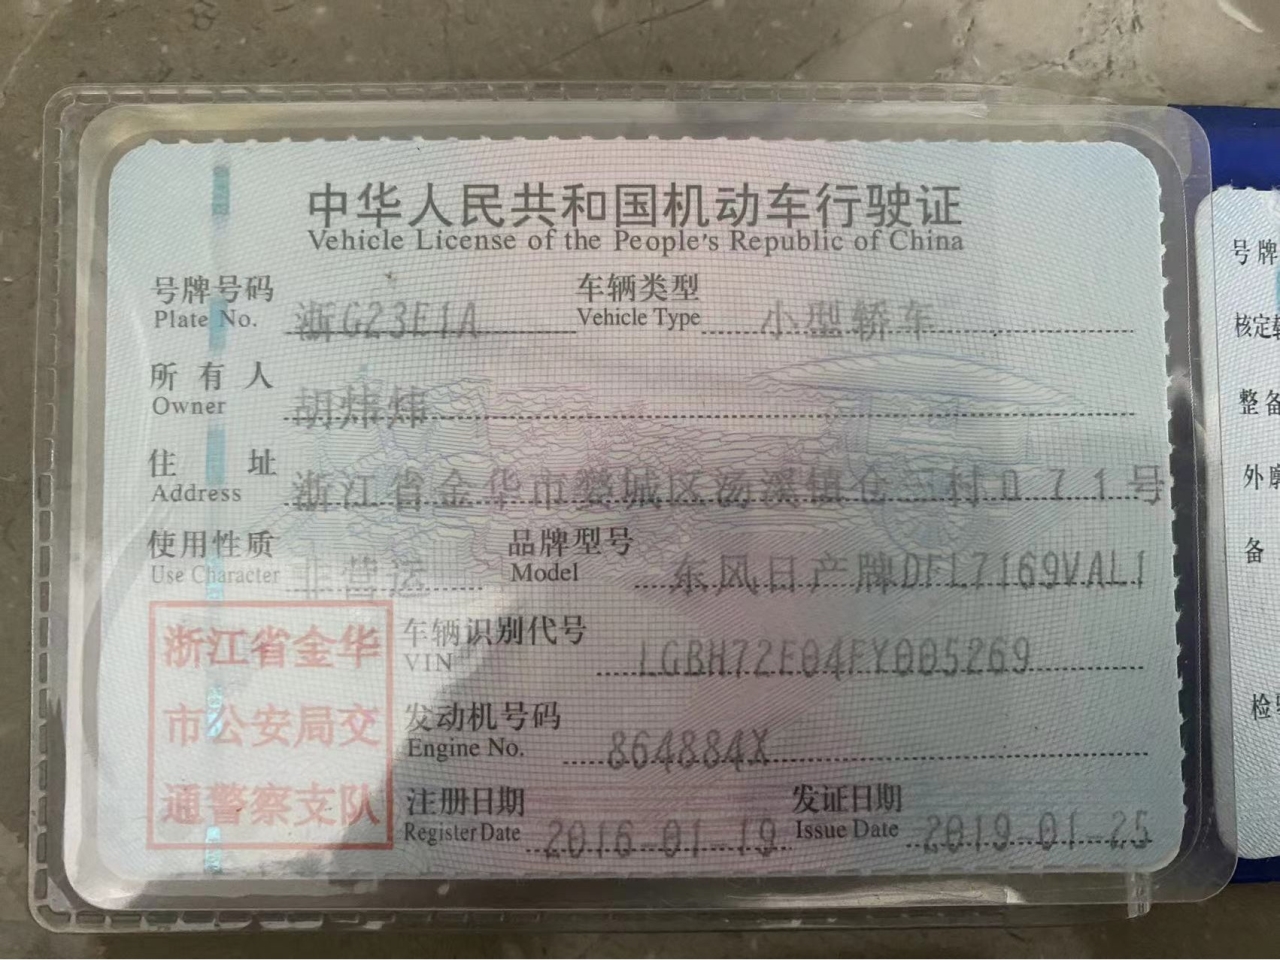 中华人民共和国机动车行驶证
Vehicle License of the People's Republic of China
号牌号码 浙G23E1A 车辆类型 小型轿车
Plate No. Vehicle Type
所有人 胡炜炜
Owner
住址 浙江省金华市婺城区汤溪镇仓三村071号
Address
使用性质 非营运 品牌型号 东风日产牌DFL7169VAL1
Use Character Model
浙江省金华
市公安局交
通警察支队
车辆识别代号 LGBH72E04FY005269
VIN
发动机号码 864884X
Engine No.
注册日期 2016-01-19 发证日期 2019-01-25
Register Date Issue Date
号牌
核定
整备
外廓
备
检验